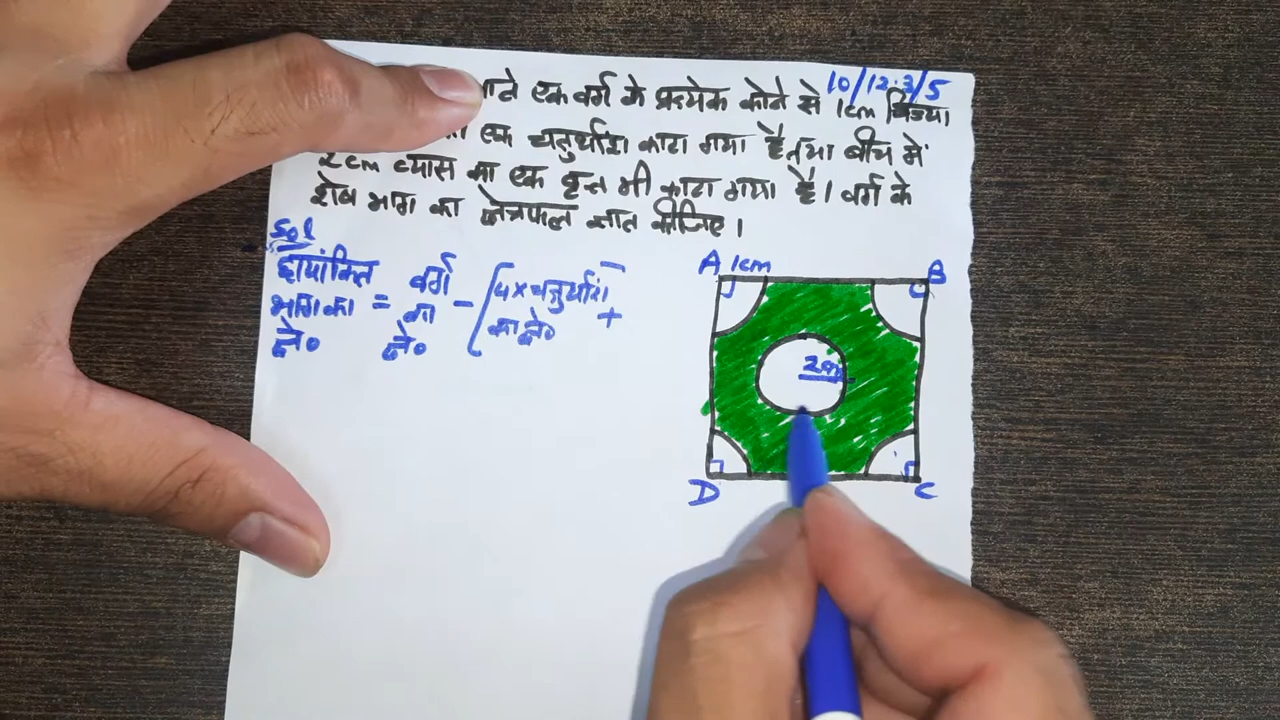 10/12.3/5
वाले एक वर्ग के प्रत्येक कोने से 1cm त्रिज्या
का एक चतुर्थांश काटा गया है तथा बीच में
2cm व्यास का एक वृत्त भी काटा गया है। वर्ग के
शेष भाग का क्षेत्रफल ज्ञात कीजिए।
Sol
छायांकित
भाग का
क्षे०
=
वर्ग
का
क्षे०
-
[4×चतुर्थांश
का क्षे०
+
A 1cm B
2cm
D C